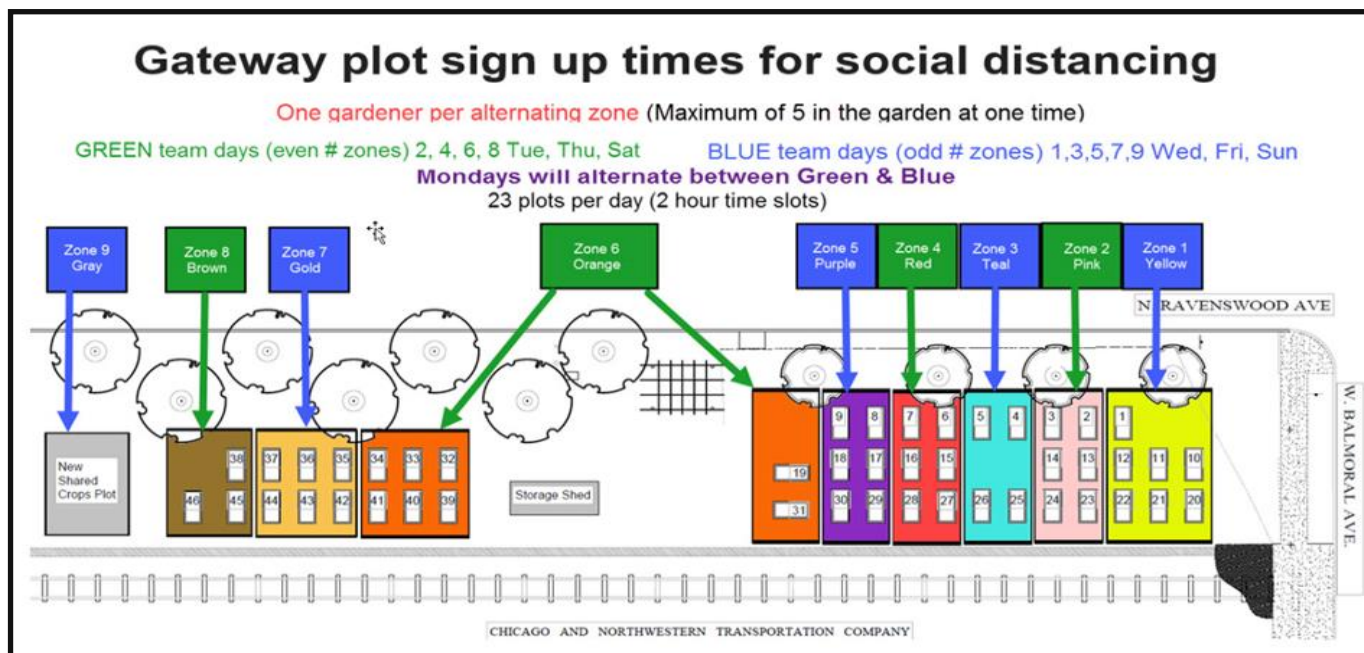 Gateway plot sign up times for social distancing
One gardener per alternating zone (Maximum of 5 in the garden at one time)
GREEN team days (even # zones) 2, 4, 6, 8 Tue, Thu, Sat
BLUE team days (odd # zones) 1,3,5,7,9 Wed, Fri, Sun
Mondays will alternate between Green & Blue
23 plots per day (2 hour time slots)
Zone 9
Gray
Zone 8
Brown
Zone 7
Gold
Zone 6
Orange
Zone 5
Purple
Zone 4
Red
Zone 3
Teal
Zone 2
Pink
Zone 1
Yellow
N RAVENSWOOD AVE
W. BALMORAL AVE.
9 8 7 6 5 4 3 2 1
38 37 36 35 34 33 32 19 18 17 16 15 14 13 12 11 10
46 45 44 43 42 41 40 39 31 30 29 28 27 26 25 24 23 22 21 20
New
Shared
Crops Plot
Storage Shed
CHICAGO AND NORTHWESTERN TRANSPORTATION COMPANY